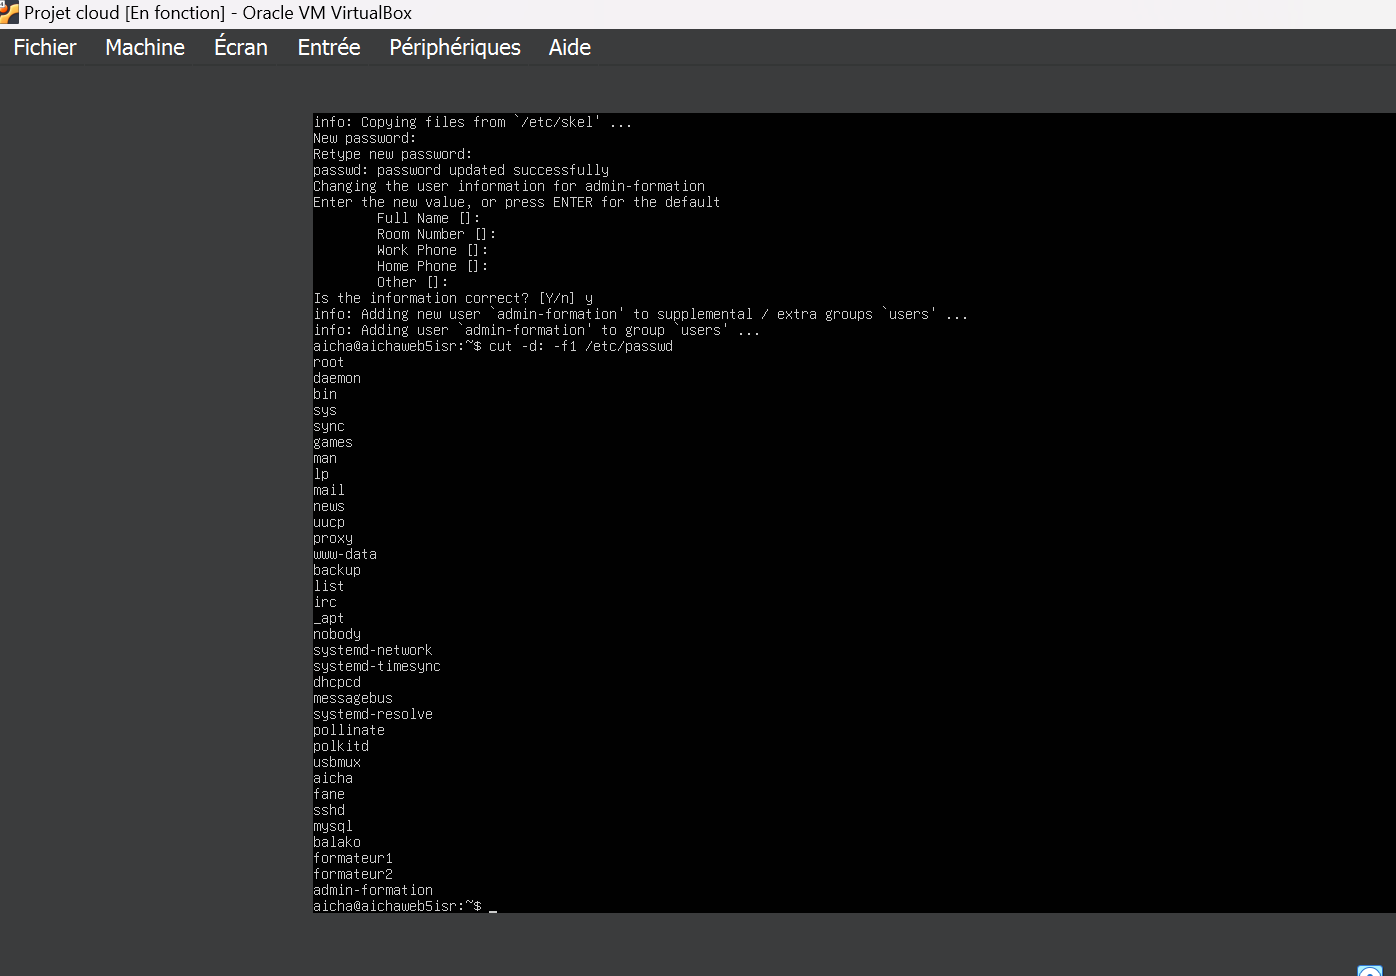 Projet cloud [En fonction] - Oracle VM VirtualBox
Fichier Machine Écran Entrée Périphériques Aide
info: Copying files from `/etc/skel' ...
New password:
Retype new password:
passwd: password updated successfully
Changing the user information for admin-formation
Enter the new value, or press ENTER for the default
Full Name []:
Room Number []:
Work Phone []:
Home Phone []:
Other []:
Is the information correct? [Y/n] y
info: Adding new user `admin-formation' to supplemental / extra groups `users' ...
info: Adding user `admin-formation' to group `users' ...
aicha@aichaweb5isr:~$ cut -d: -f1 /etc/passwd
root
daemon
bin
sys
sync
games
man
lp
mail
news
uucp
proxy
www-data
backup
list
irc
_apt
nobody
systemd-network
systemd-timesync
dhcpcd
messagebus
systemd-resolve
pollinate
polkitd
usbmux
aicha
fane
sshd
mysql
balako
formateur1
formateur2
admin-formation
aicha@aichaweb5isr:~$ _